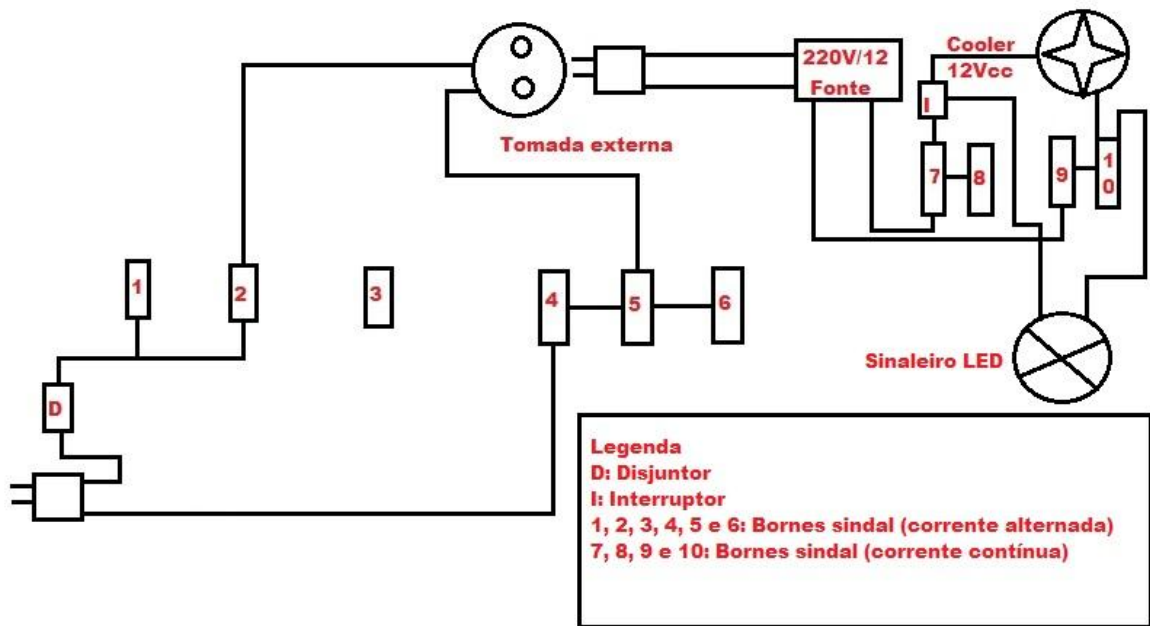 220V/12
Fonte
Cooler
12Vcc
I
Tomada externa
7
8
9
10
1
2
3
4
5
6
D
Sinaleiro LED
Legenda
D: Disjuntor
I: Interruptor
1, 2, 3, 4, 5 e 6: Bornes sindal (corrente alternada)
7, 8, 9 e 10: Bornes sindal (corrente contínua)